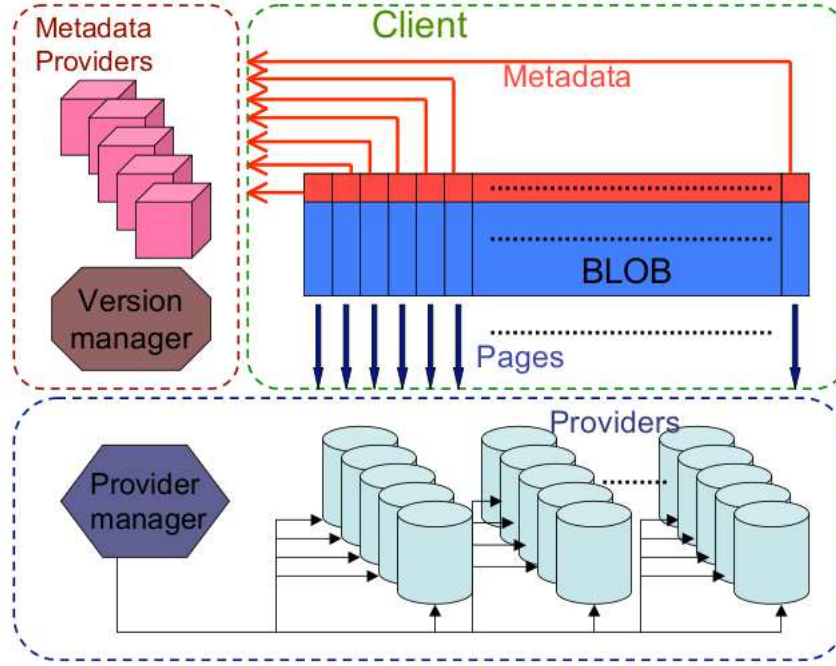 Metadata
Providers
Client
Metadata
BLOB
Version
manager
Pages
Providers
Provider
manager